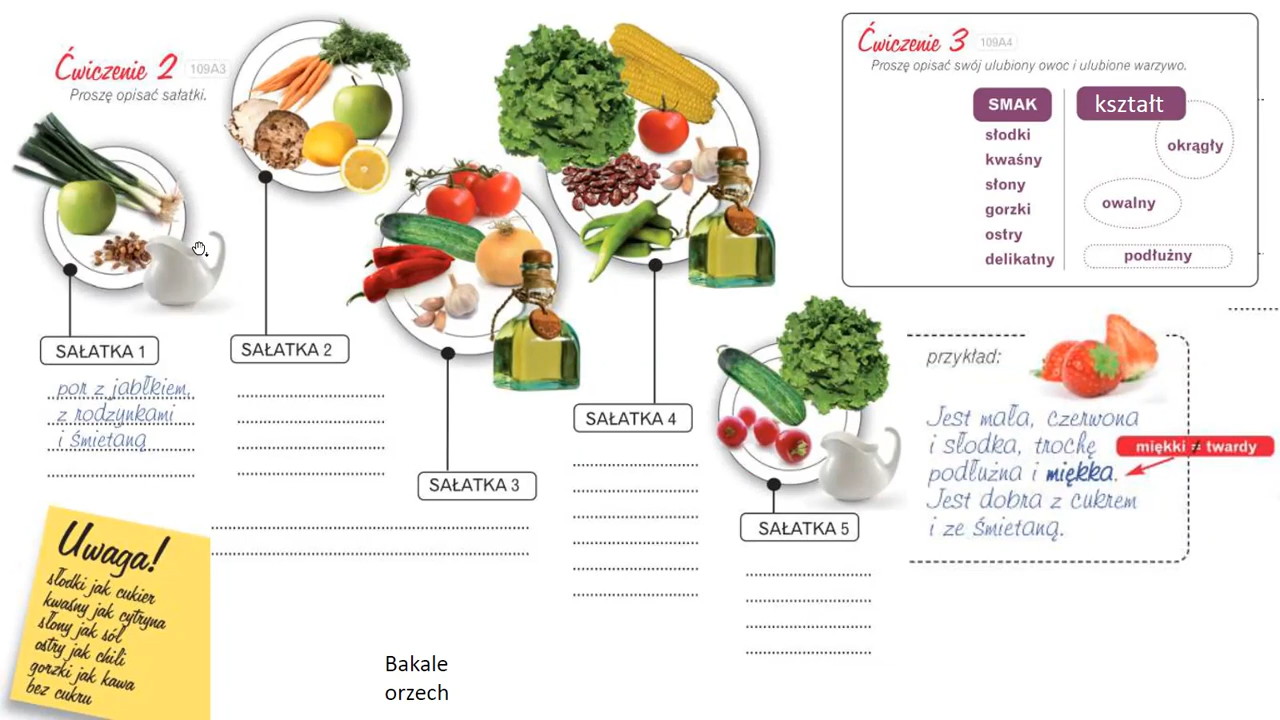 Ćwiczenie 2 109A3
Proszę opisać sałatki.
SAŁATKA 1
por z jabłkiem,
z rodzynkami
i śmietaną
SAŁATKA 2
SAŁATKA 3
SAŁATKA 4
SAŁATKA 5
Uwaga!
słodki jak cukier
kwaśny jak cytryna
słony jak sól
ostry jak chili
gorzki jak kawa
bez cukru
Bakale
orzech
Ćwiczenie 3 109A4
Proszę opisać swój ulubiony owoc i ulubione warzywo.
SMAK
słodki
kwaśny
słony
gorzki
ostry
delikatny
kształt
okrągły
owalny
podłużny
przykład:
Jest mała, czerwona
i słodka, trochę
podłużna i miękka.
Jest dobra z cukrem
i ze śmietaną.
miękki ≠ twardy